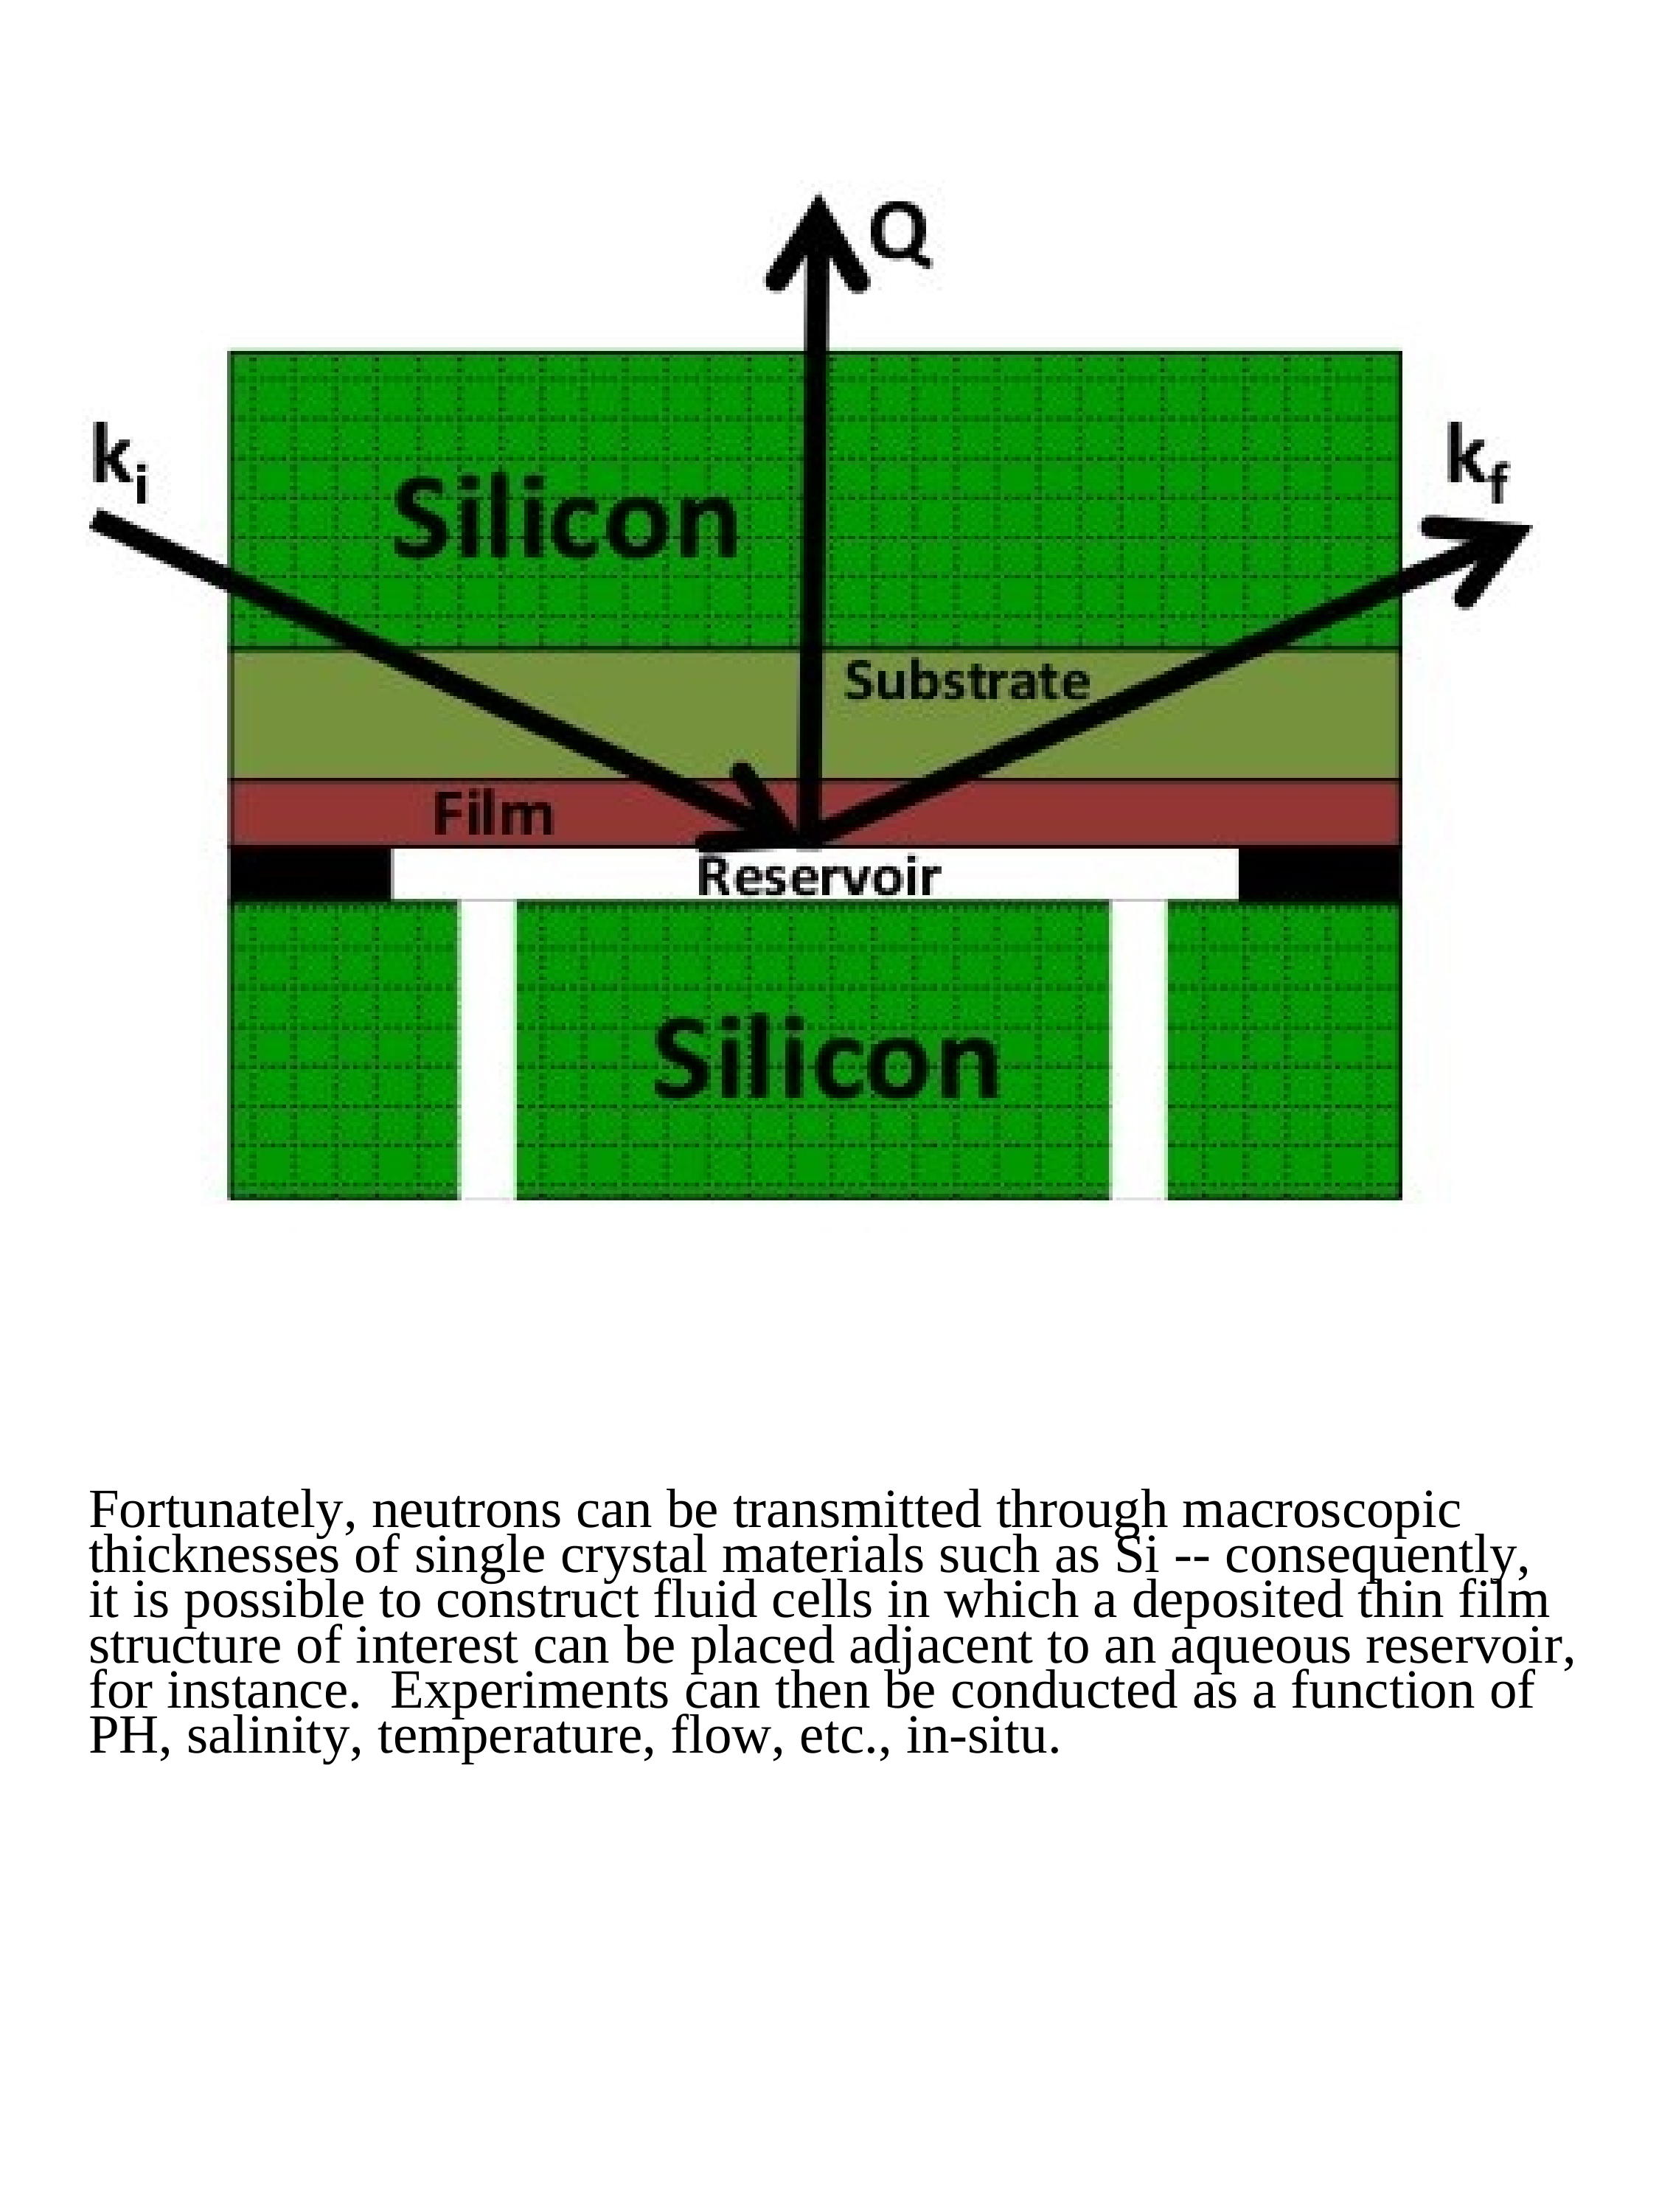 Q
ki
kf
Silicon
Substrate
Film
Reservoir
Silicon
Fortunately, neutrons can be transmitted through macroscopic
thicknesses of single crystal materials such as Si -- consequently,
it is possible to construct fluid cells in which a deposited thin film
structure of interest can be placed adjacent to an aqueous reservoir,
for instance.  Experiments can then be conducted as a function of
PH, salinity, temperature, flow, etc., in-situ.